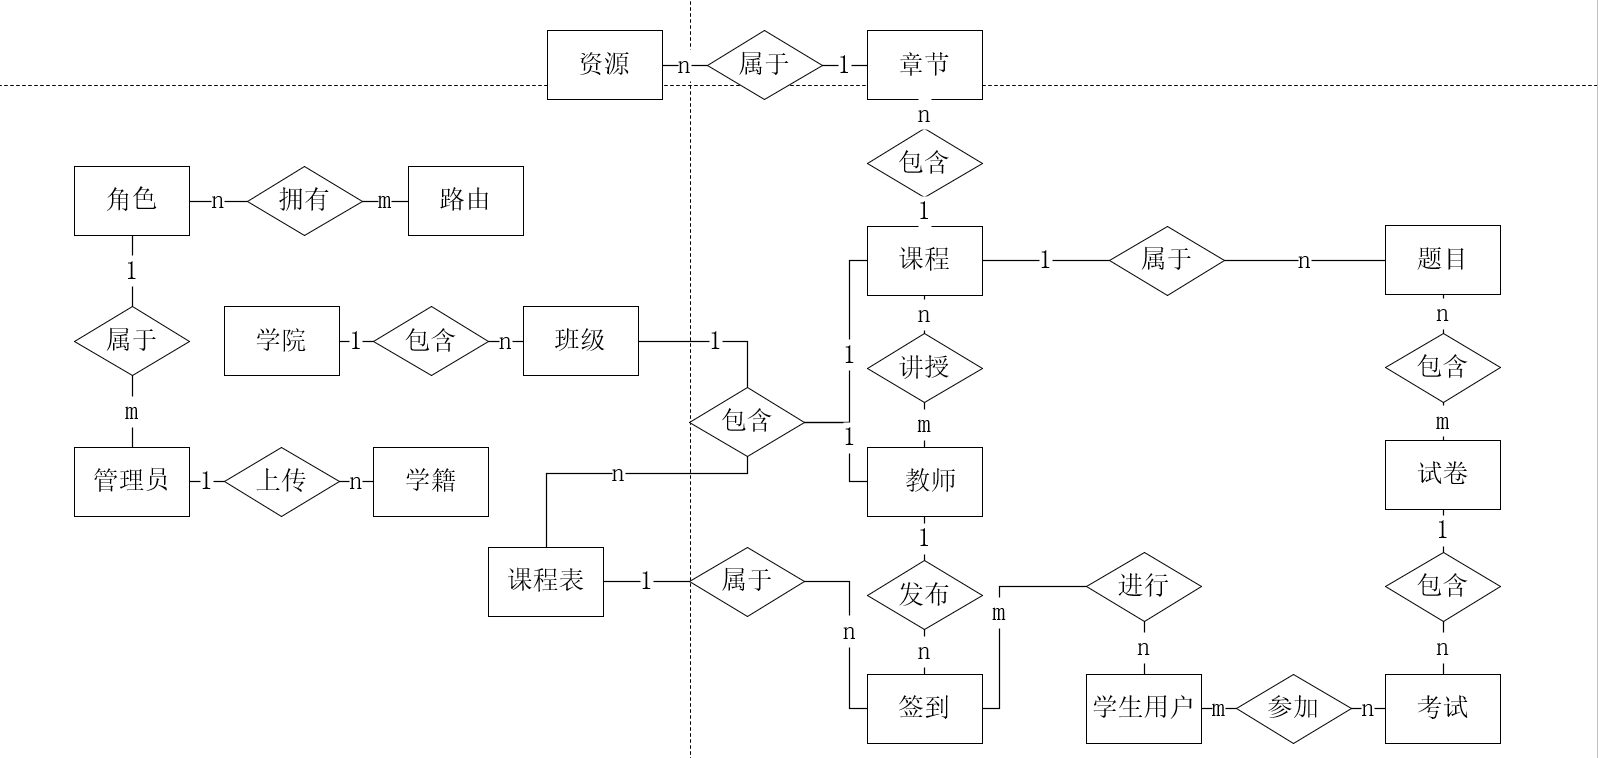 资源 n 属于 1 章节
n
包含
角色 n 拥有 m 路由
1
课程 1 属于 n 题目
1
n
n
属于
学院 1 包含 n 班级
1
1
讲授
包含
m
包含
1
m
m
管理员 1 上传 n 学籍
n
教师
试卷
1
1
课程表 1 属于
发布
进行
包含
n
m
n
n
n
签到
学生用户 m 参加 n 考试